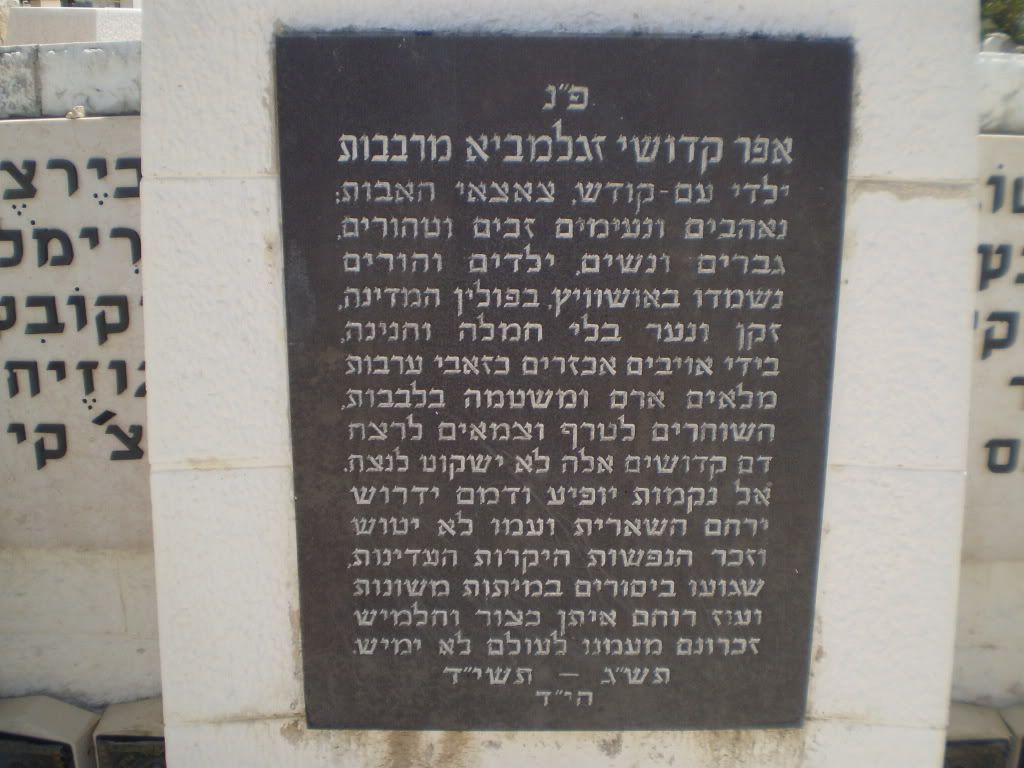 פ״נ
אפר קדושי זגלמביא מרבבות
ילדי עם-קודש, צאצאי האבות;
נאהבים ונעימים זכים וטהורים,
גברים ונשים, ילדים והורים
נשמדו באושוויץ, בפולין המדינה,
זקן ונער בלי חמלה וחנינה,
בידי אויבים אכזרים כזאבי ערבות
מלאים ארס ומשטמה בלבבות,
השוחרים לטרף וצמאים לרצח
דם קדושים אלה לא ישקוט לנצח.
אל נקמות יופיע ודמם ידרוש
ירחם השארית ועמו לא יטוש
וזכר הנפשות היקרות העדינות,
שגועו ביסורים במיתות משונות
ועוז רוחם איתן כצור וחלמיש
זכרונם מעמנו לעולם לא ימיש.
תש״ג – תשי״ד
הי״ד